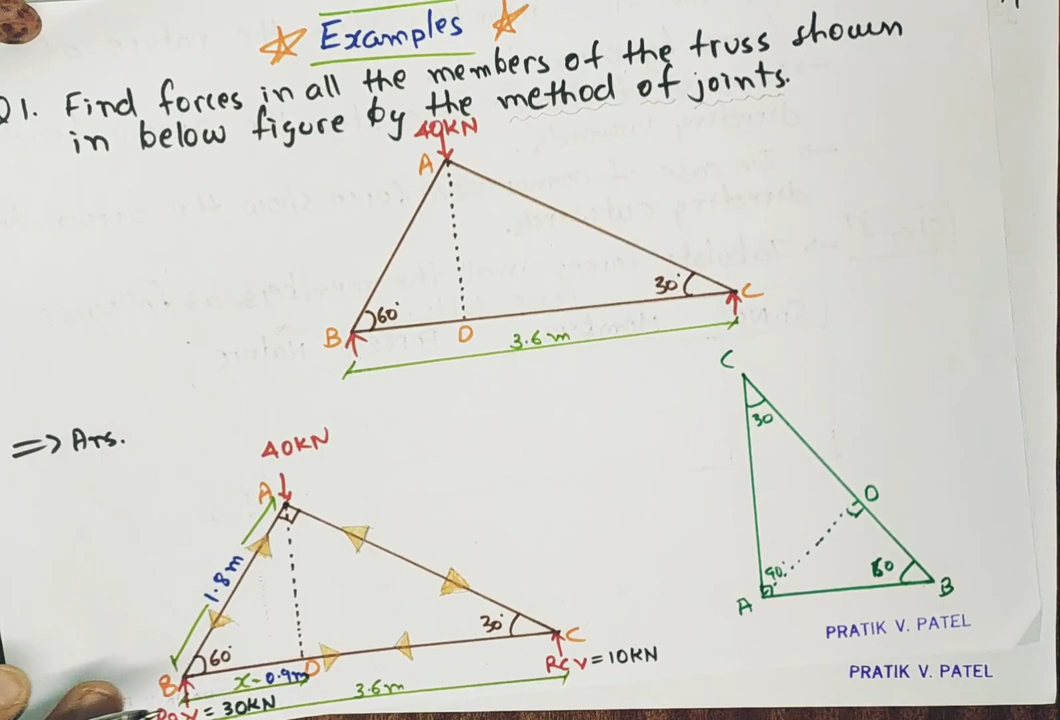 Examples
Q1. Find forces in all the members of the truss shown
in below figure by the method of joints.
40KN
A
60°
30°
B
D
C
3.6m
=> Ans.
40KN
A
1.8m
60°
30°
B
x=0.9m
D
C
3.6m
= 30KN
RCV = 10KN
C
30
D
90°
60
A
B
PRATIK V. PATEL
PRATIK V. PATEL